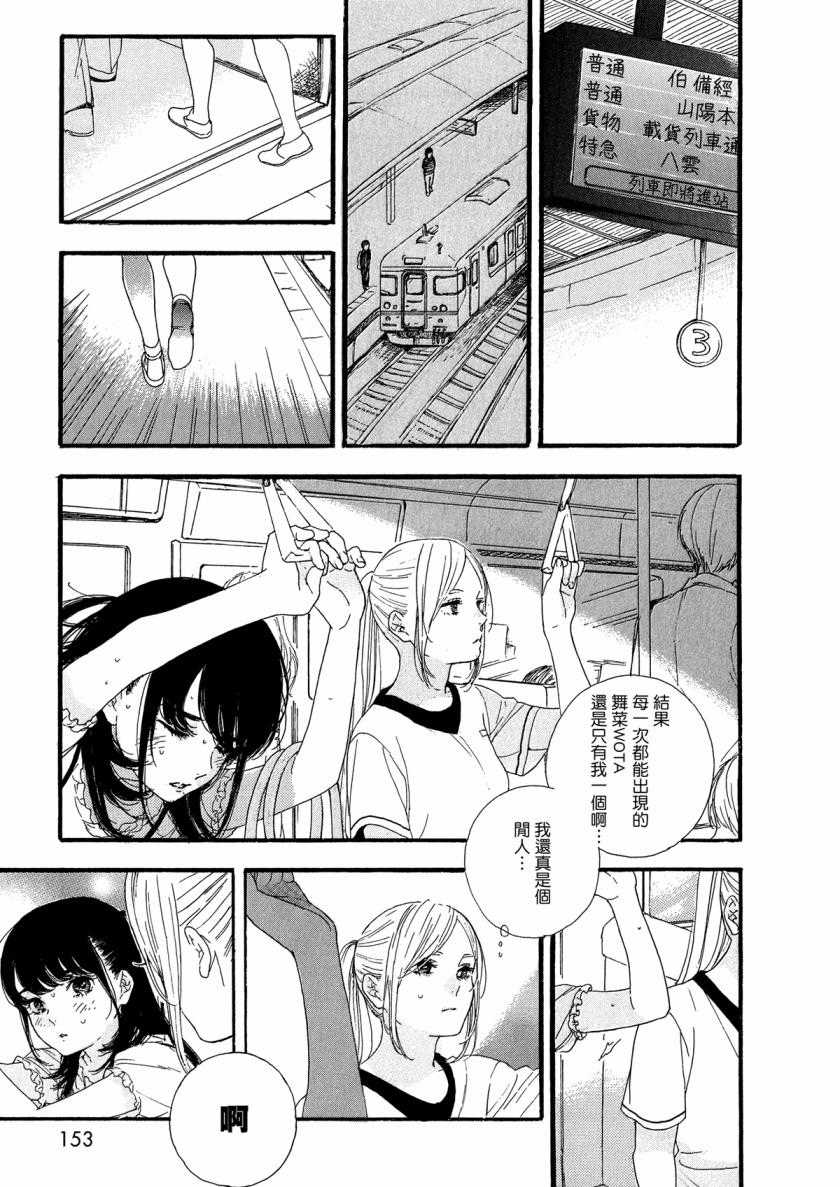 普通 伯備經
普通 山陽本
貨物 載貨列車通
特急 八雲
列車即將進站
3
結果
每一次都能出現的
舞菜WOTA
還是只有我一個啊…
我還真是個
閒人…
啊
153